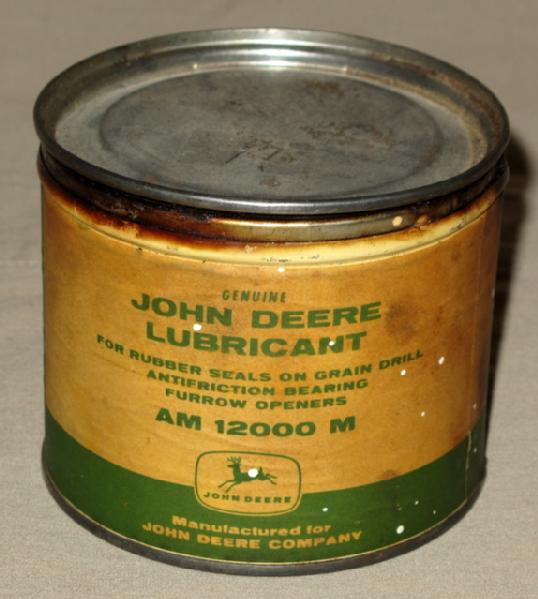 GENUINE
JOHN DEERE
LUBRICANT
FOR RUBBER SEALS ON GRAIN DRILL
ANTIFRICTION BEARING
FURROW OPENERS
AM 12000 M
JOHN DEERE
Manufactured for
JOHN DEERE COMPANY